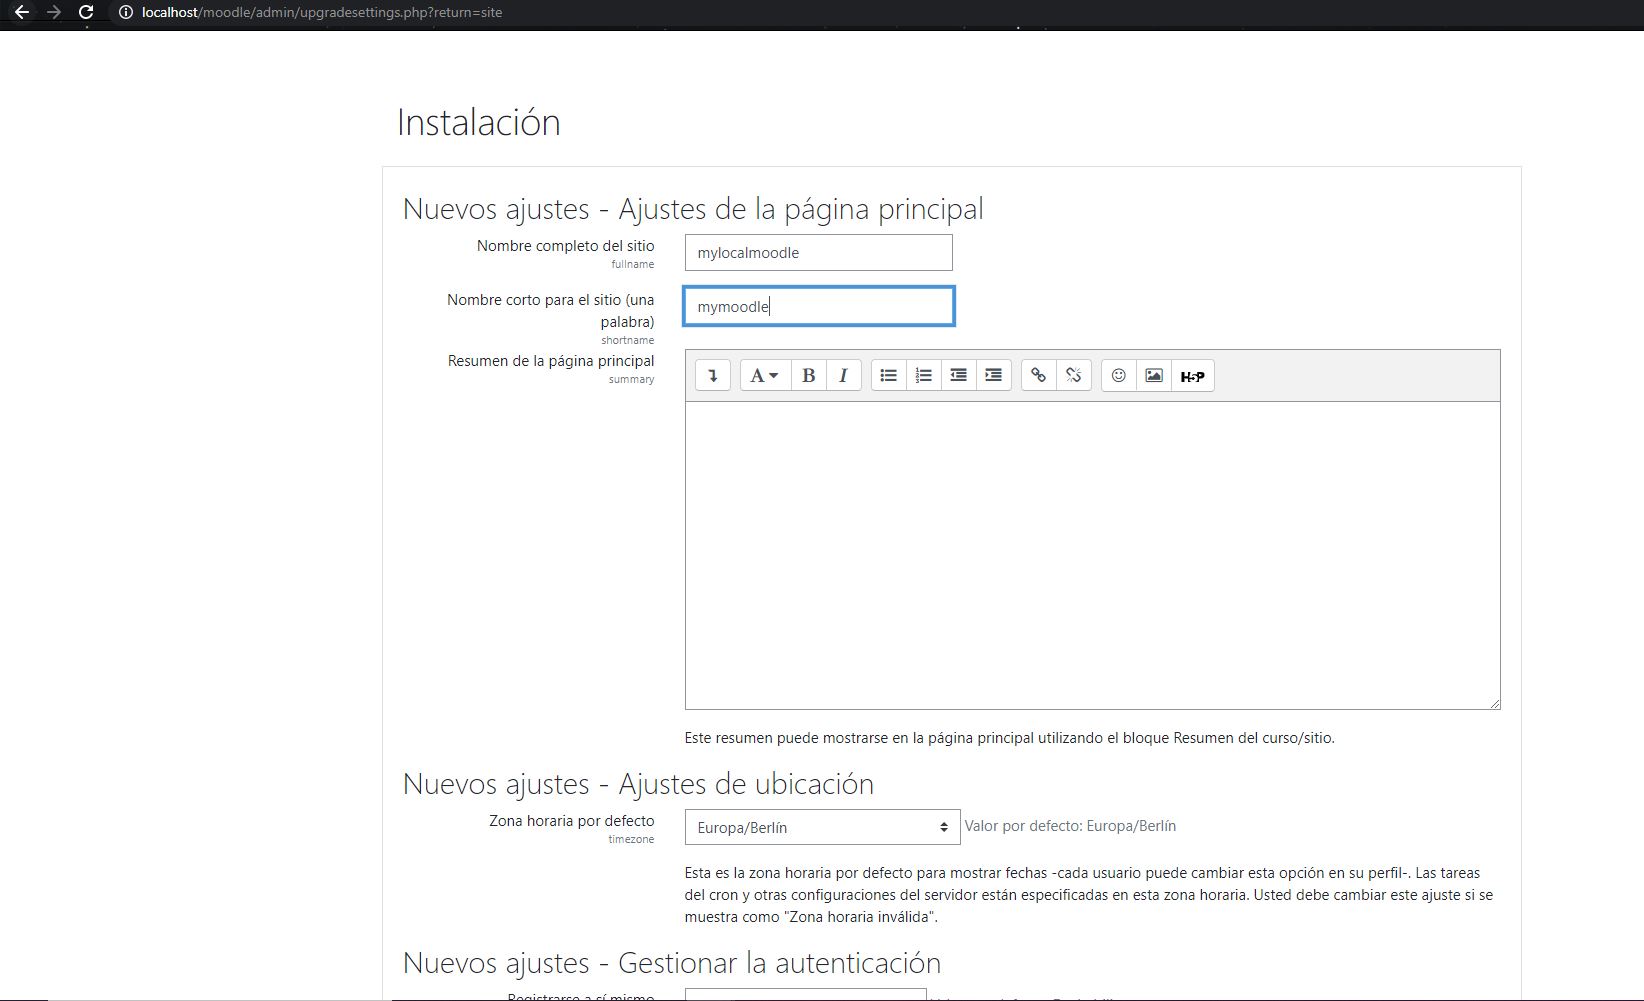 localhost/moodle/admin/upgradesettings.php?return=site
Instalación
Nuevos ajustes - Ajustes de la página principal
Nombre completo del sitio
fullname
mylocalmoodle
Nombre corto para el sitio (una
palabra)
shortname
mymoodle
Resumen de la página principal
summary
A B I
H5P
Este resumen puede mostrarse en la página principal utilizando el bloque Resumen del curso/sitio.
Nuevos ajustes - Ajustes de ubicación
Zona horaria por defecto
timezone
Europa/Berlín
Valor por defecto: Europa/Berlín
Esta es la zona horaria por defecto para mostrar fechas -cada usuario puede cambiar esta opción en su perfil-. Las tareas
del cron y otras configuraciones del servidor están especificadas en esta zona horaria. Usted debe cambiar este ajuste si se
muestra como "Zona horaria inválida".
Nuevos ajustes - Gestionar la autenticación
Registrarse a sí mismo